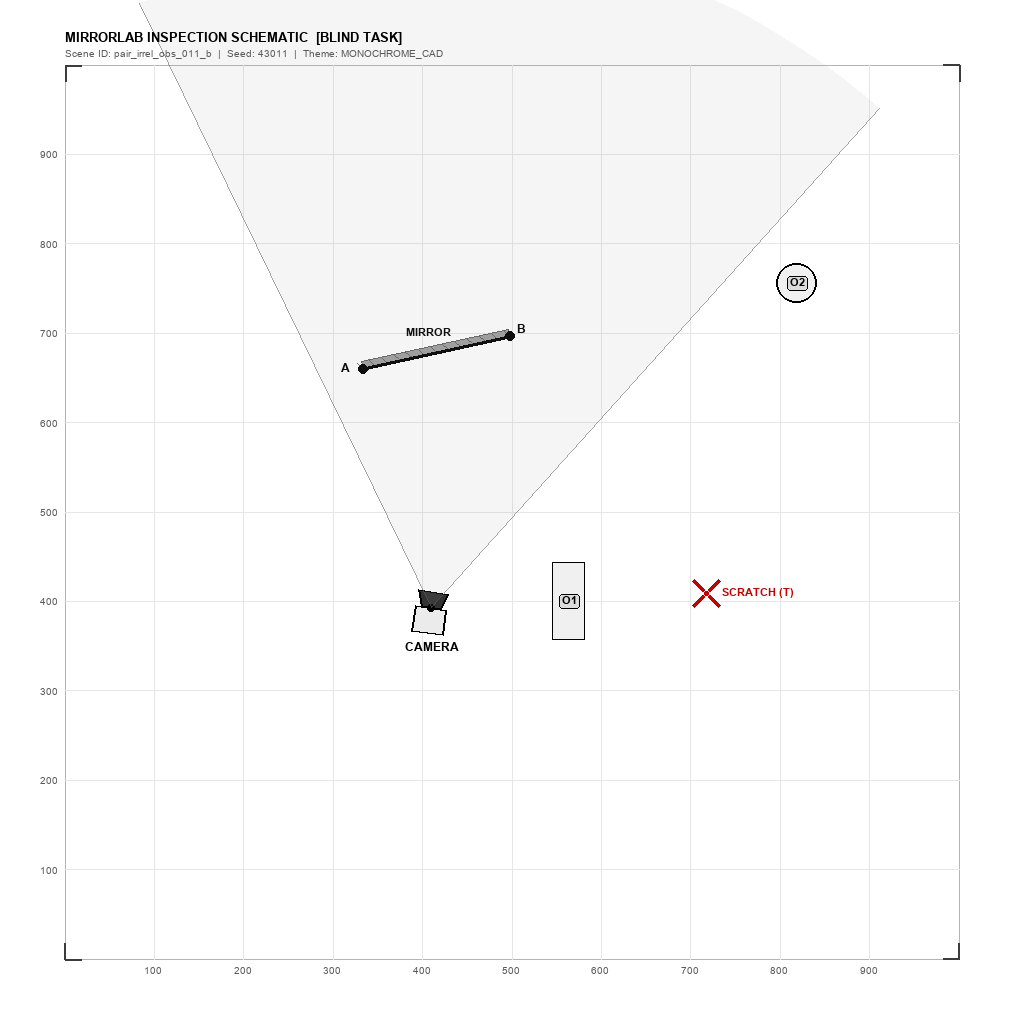 MIRRORLAB INSPECTION SCHEMATIC [BLIND TASK]
Scene ID: pair_irrel_obs_011_b | Seed: 43011 | Theme: MONOCHROME_CAD
900
800
O2
700
MIRROR
B
A
600
500
400
O1
SCRATCH (T)
CAMERA
300
200
100
100 200 300 400 500 600 700 800 900